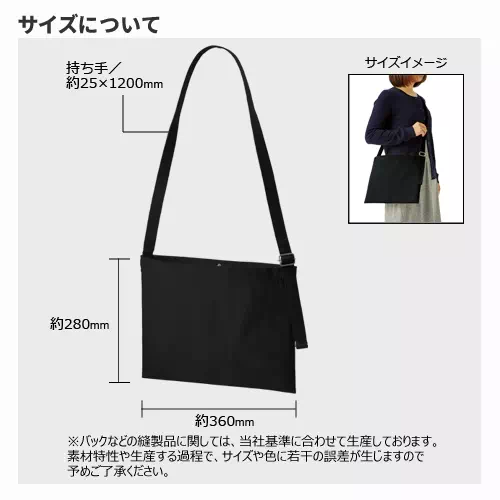 サイズについて
持ち手／
約25×1200mm
サイズイメージ
約280mm
約360mm
※バックなどの縫製品に関しては、当社基準に合わせて生産しております。
素材特性や生産する過程で、サイズや色に若干の誤差が生じますので
予めご了承ください。